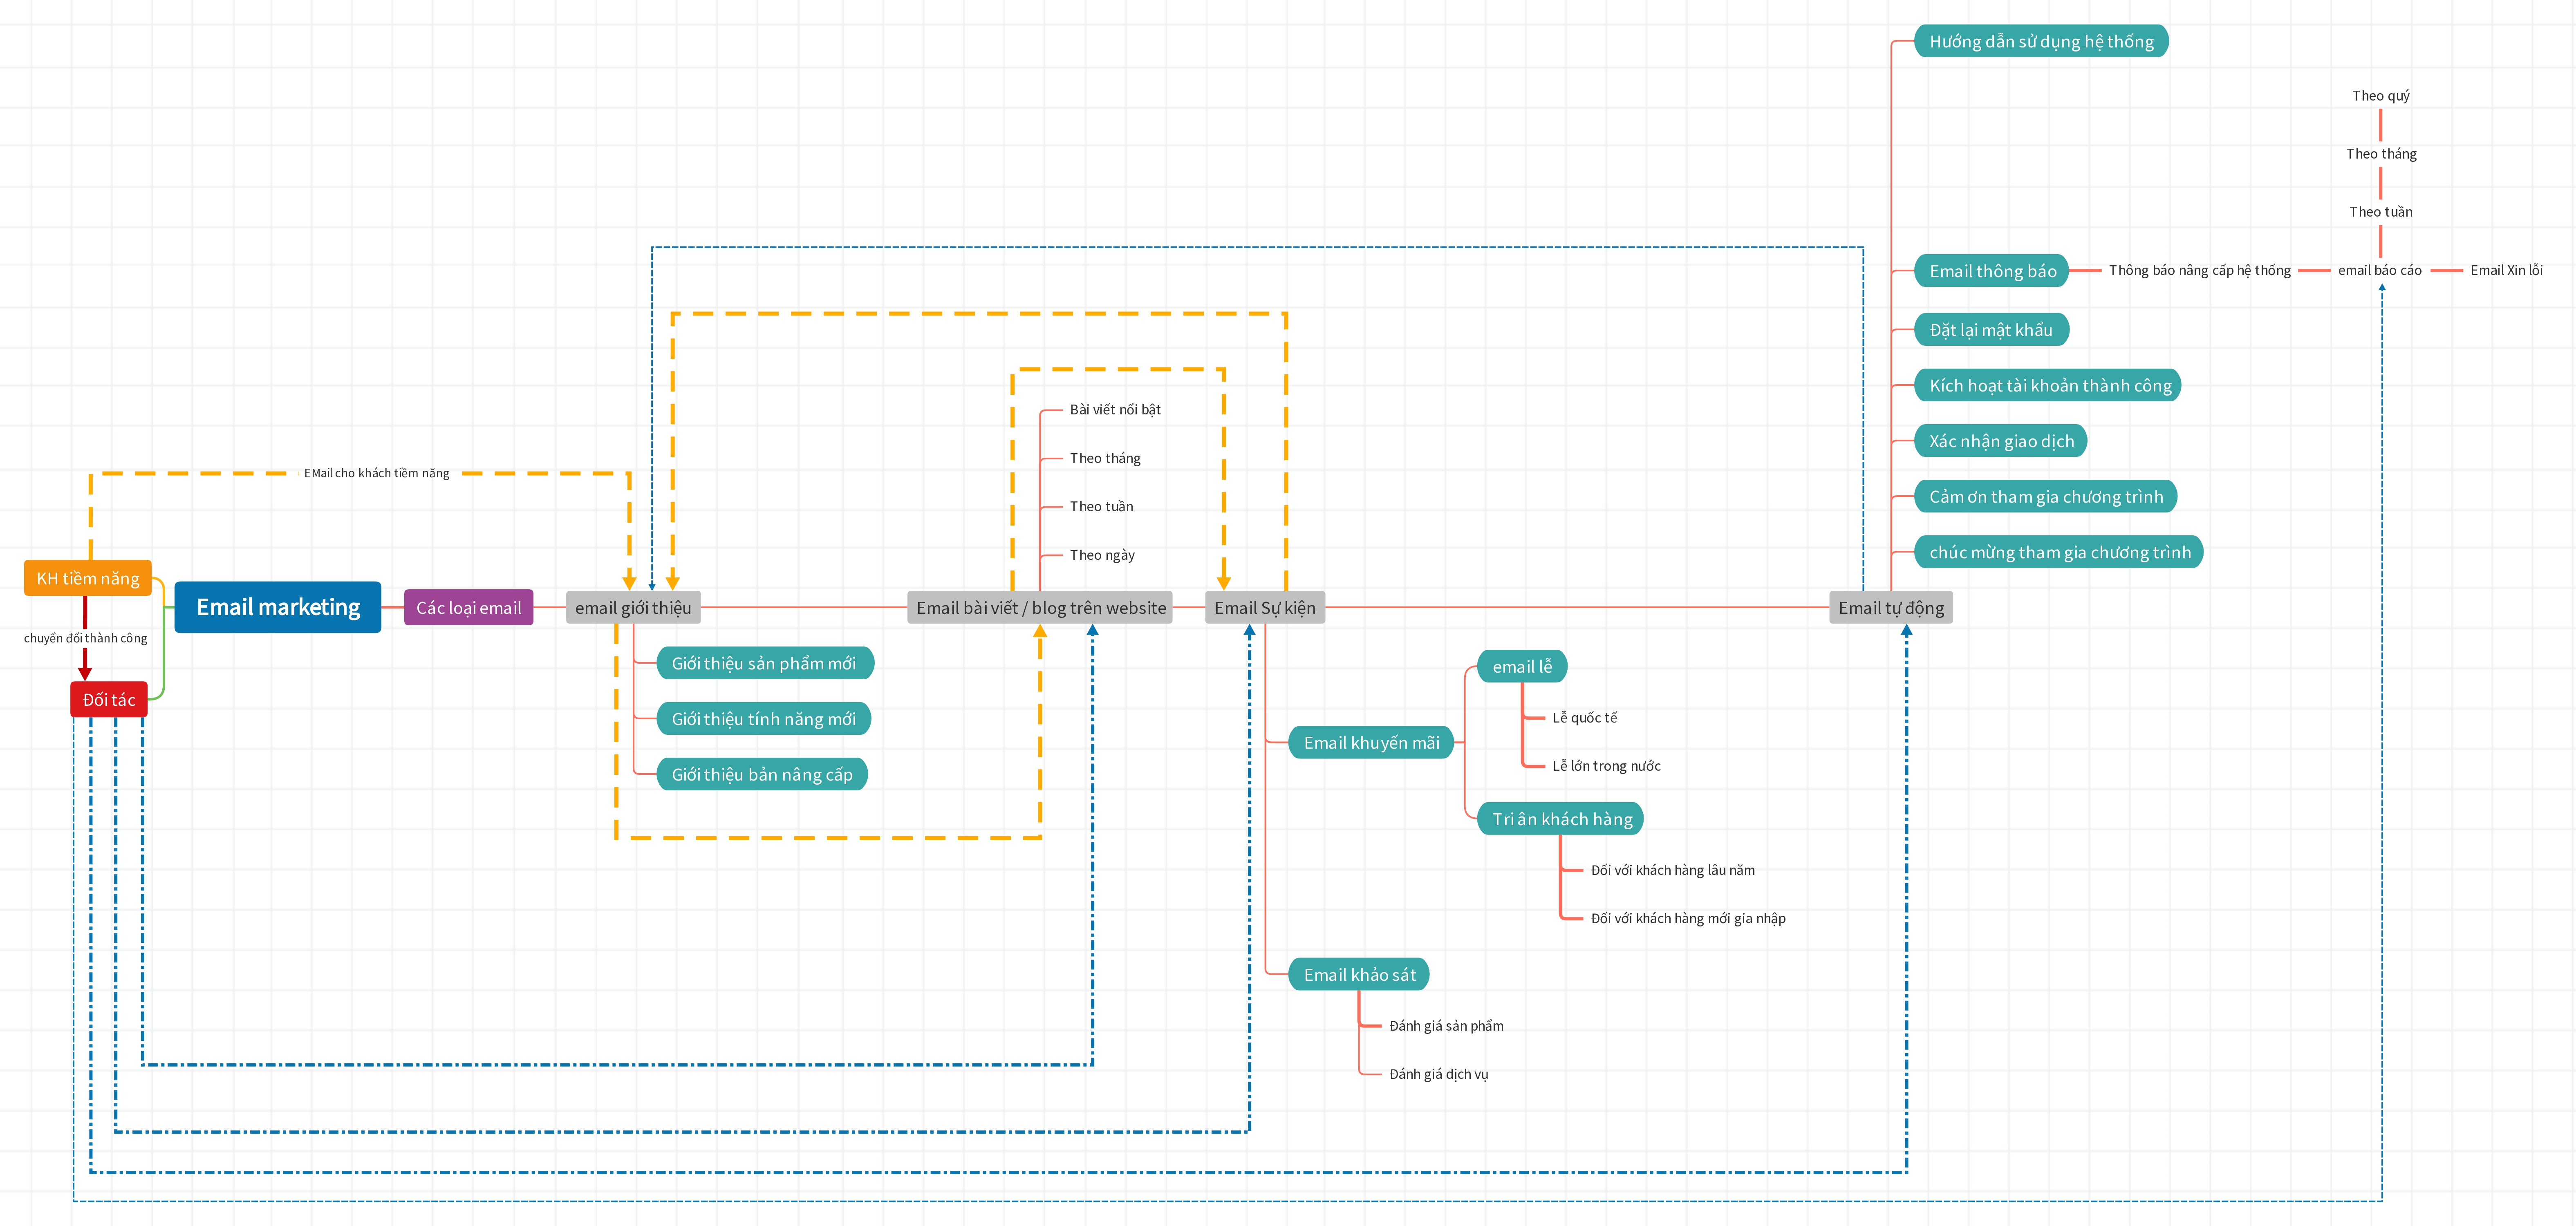 Hướng dẫn sử dụng hệ thống
Theo quý
Theo tháng
Theo tuần
Email thông báo
Thông báo nâng cấp hệ thống
email báo cáo
Email Xin lỗi
Đặt lại mật khẩu
Kích hoạt tài khoản thành công
Xác nhận giao dịch
Cảm ơn tham gia chương trình
chúc mừng tham gia chương trình
Bài viết nổi bật
Theo tháng
Theo tuần
Theo ngày
EMail cho khách tiềm năng
KH tiềm năng
chuyển đổi thành công
Đối tác
Email marketing
Các loại email
email giới thiệu
Email bài viết / blog trên website
Email Sự kiện
Email tự động
Giới thiệu sản phẩm mới
Giới thiệu tính năng mới
Giới thiệu bản nâng cấp
email lễ
Lễ quốc tế
Lễ lớn trong nước
Email khuyến mãi
Tri ân khách hàng
Đối với khách hàng lâu năm
Đối với khách hàng mới gia nhập
Email khảo sát
Đánh giá sản phẩm
Đánh giá dịch vụ